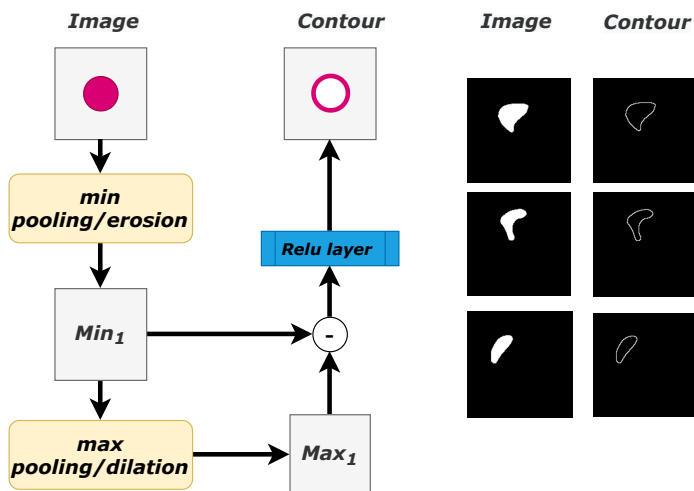 Image
Contour
Image
Contour
min
pooling/erosion
Relu layer
Min1
-
max
pooling/dilation
Max1